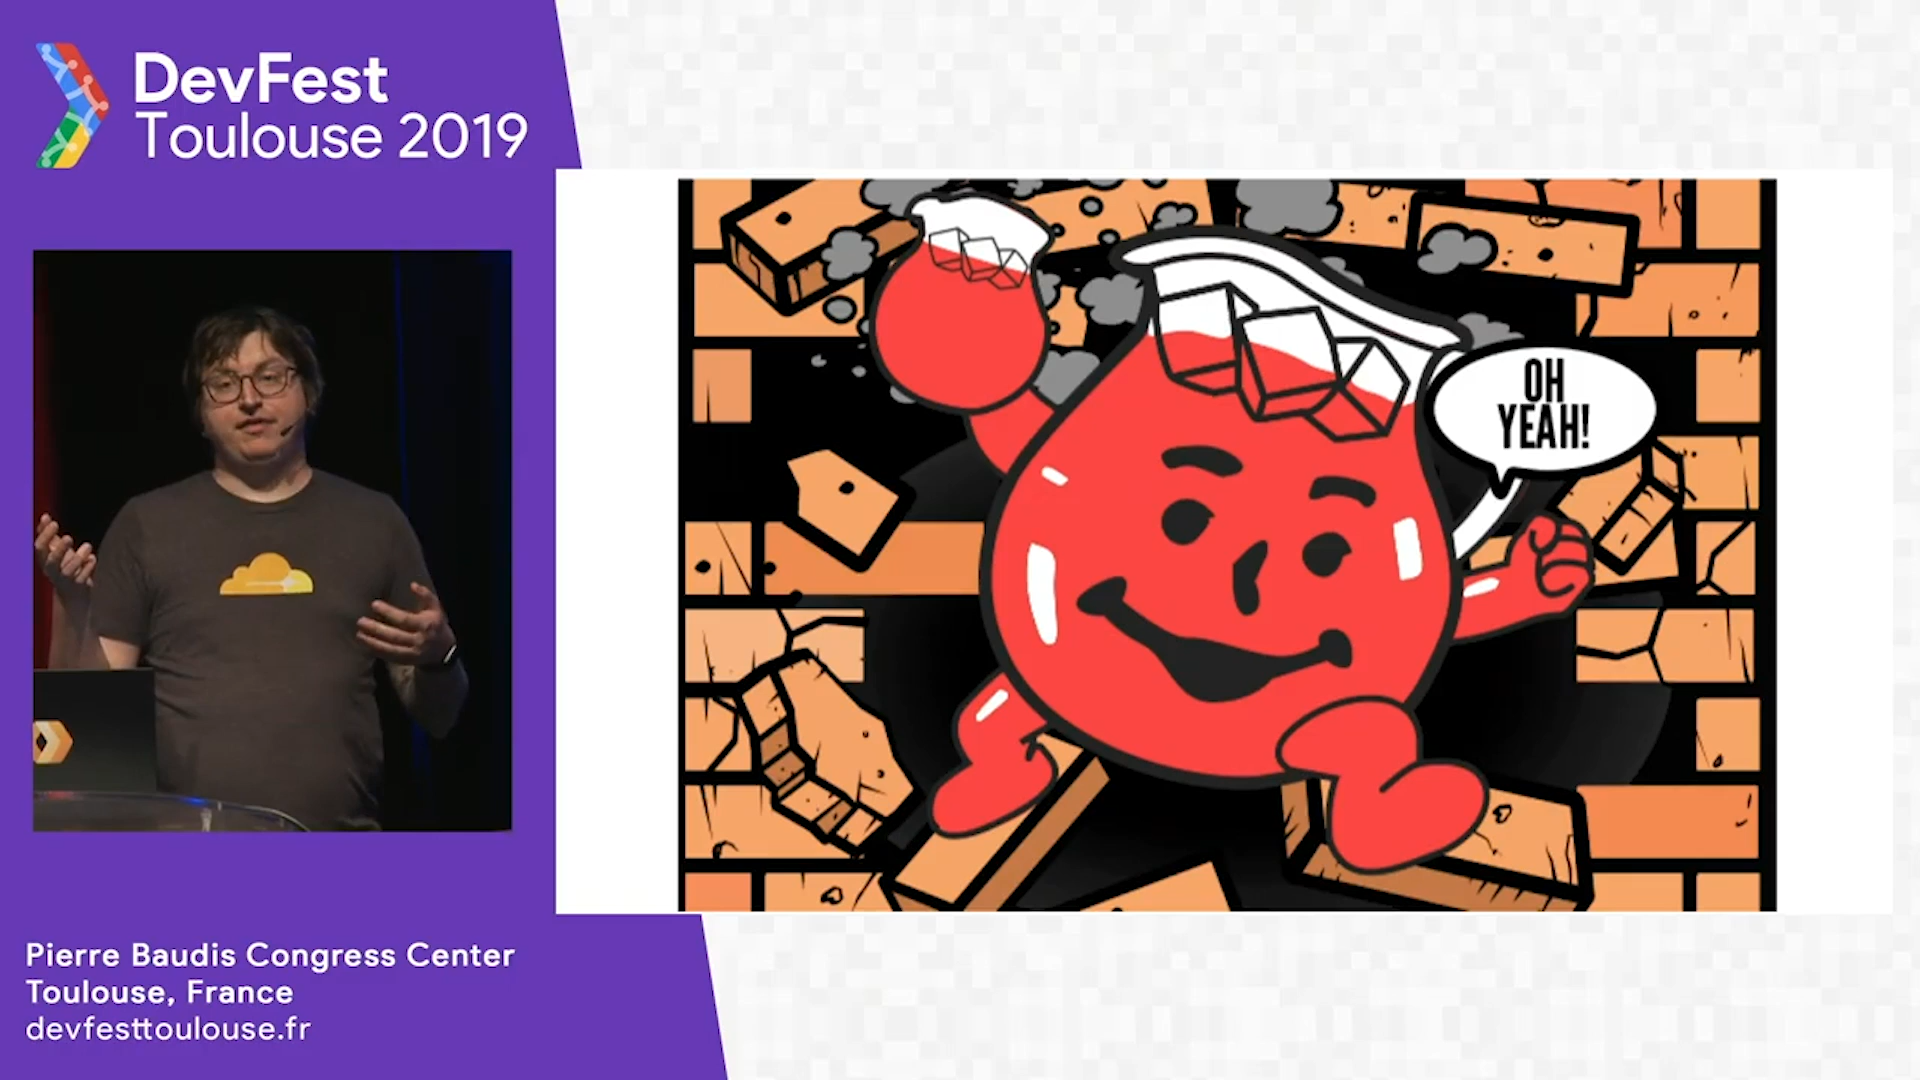 DevFest
Toulouse 2019
OH
YEAH!
Pierre Baudis Congress Center
Toulouse, France
devfesttoulouse.fr